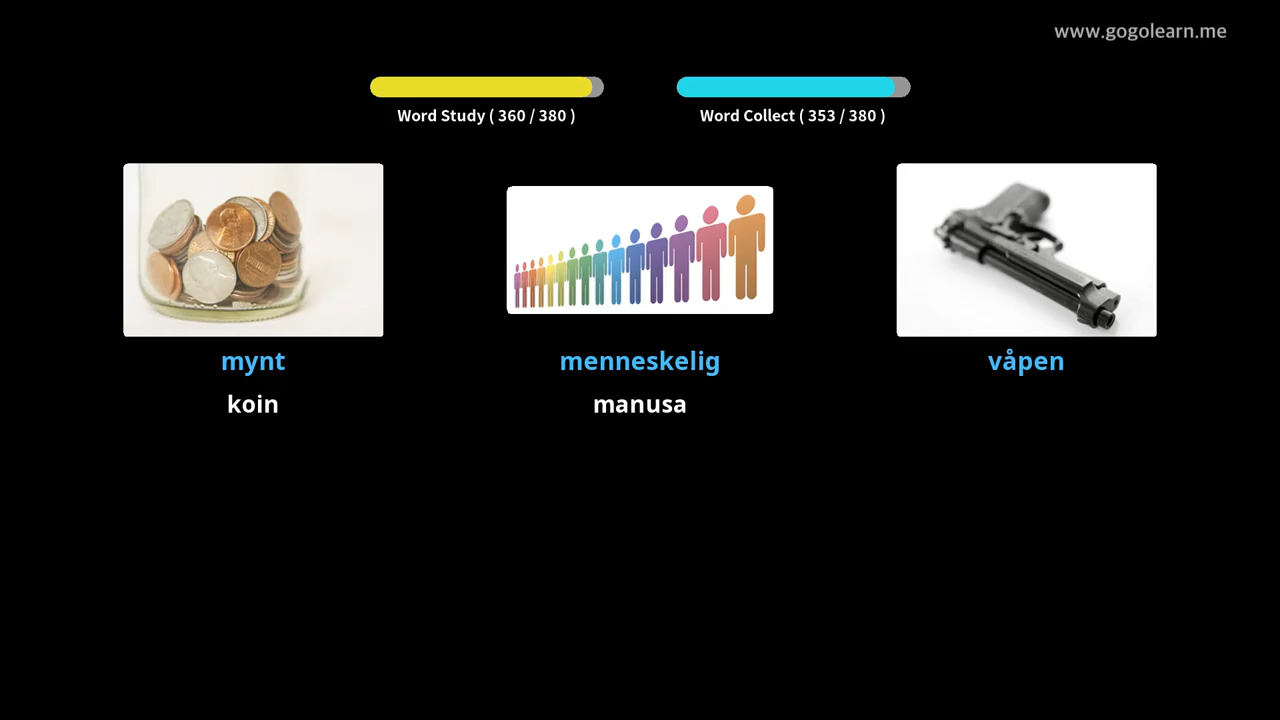 www.gogolearn.me
Word Study ( 360 / 380 )
Word Collect ( 353 / 380 )
mynt
menneskelig
våpen
koin
manusa